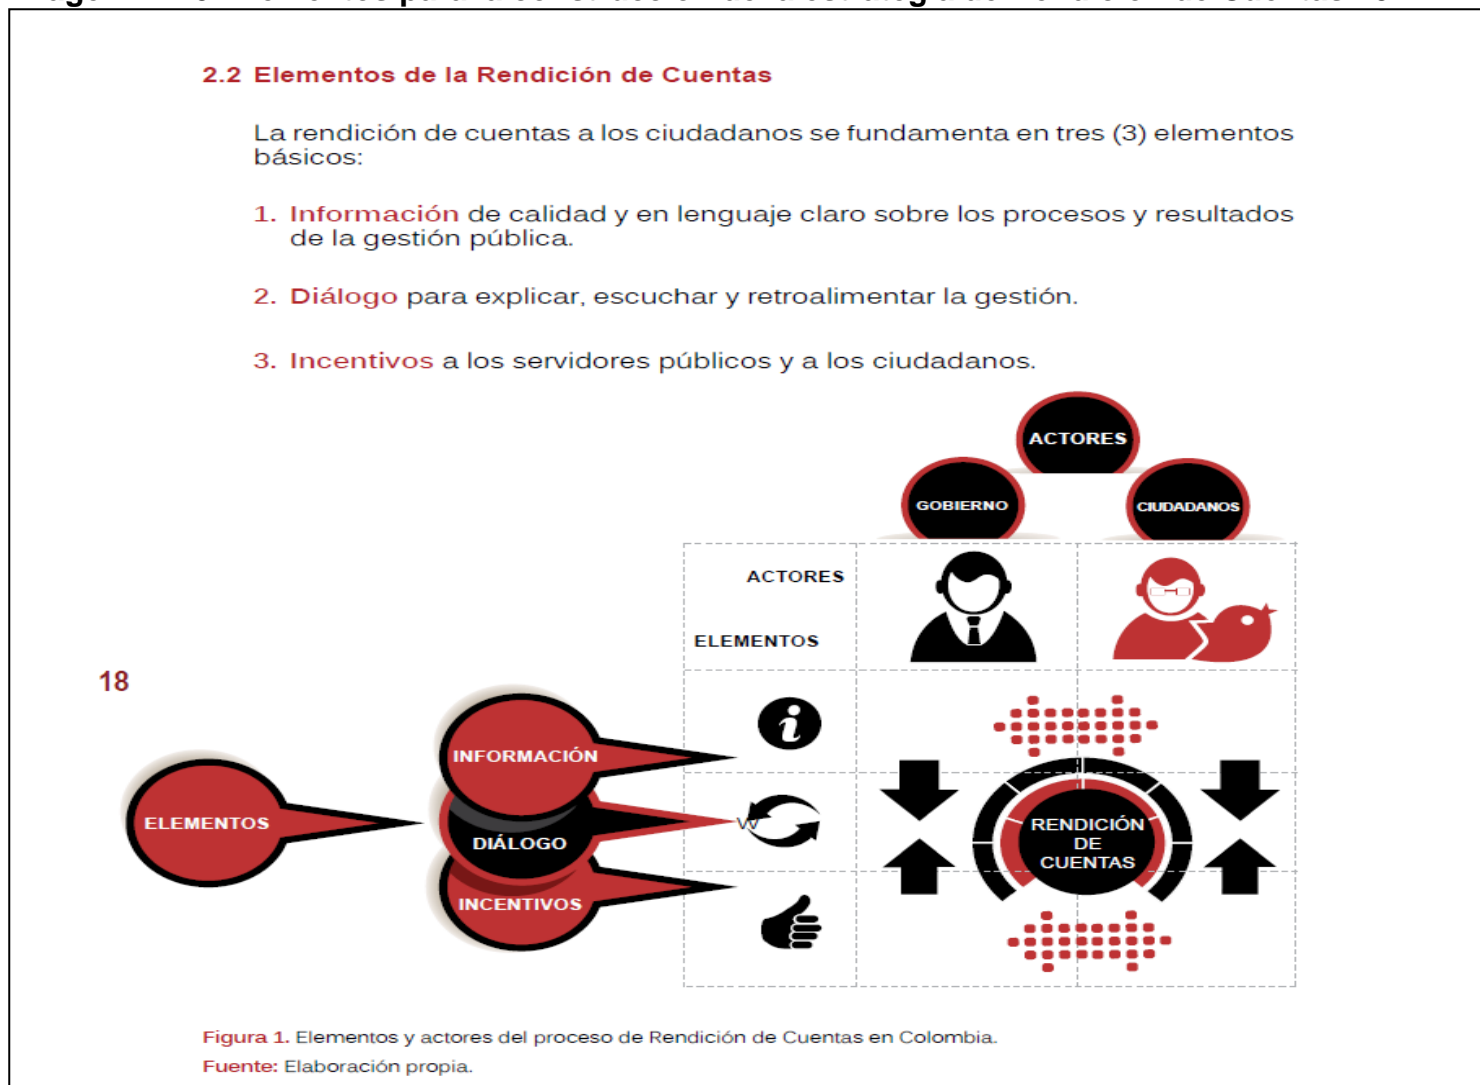 2.2 Elementos de la Rendición de Cuentas
La rendición de cuentas a los ciudadanos se fundamenta en tres (3) elementos
básicos:
1. Información de calidad y en lenguaje claro sobre los procesos y resultados
de la gestión pública.
2. Diálogo para explicar, escuchar y retroalimentar la gestión.
3. Incentivos a los servidores públicos y a los ciudadanos.
ACTORES
GOBIERNO
CIUDADANOS
ACTORES
ELEMENTOS
18
INFORMACIÓN
ELEMENTOS
DIÁLOGO
INCENTIVOS
RENDICIÓN
DE
CUENTAS
Figura 1. Elementos y actores del proceso de Rendición de Cuentas en Colombia.
Fuente: Elaboración propia.